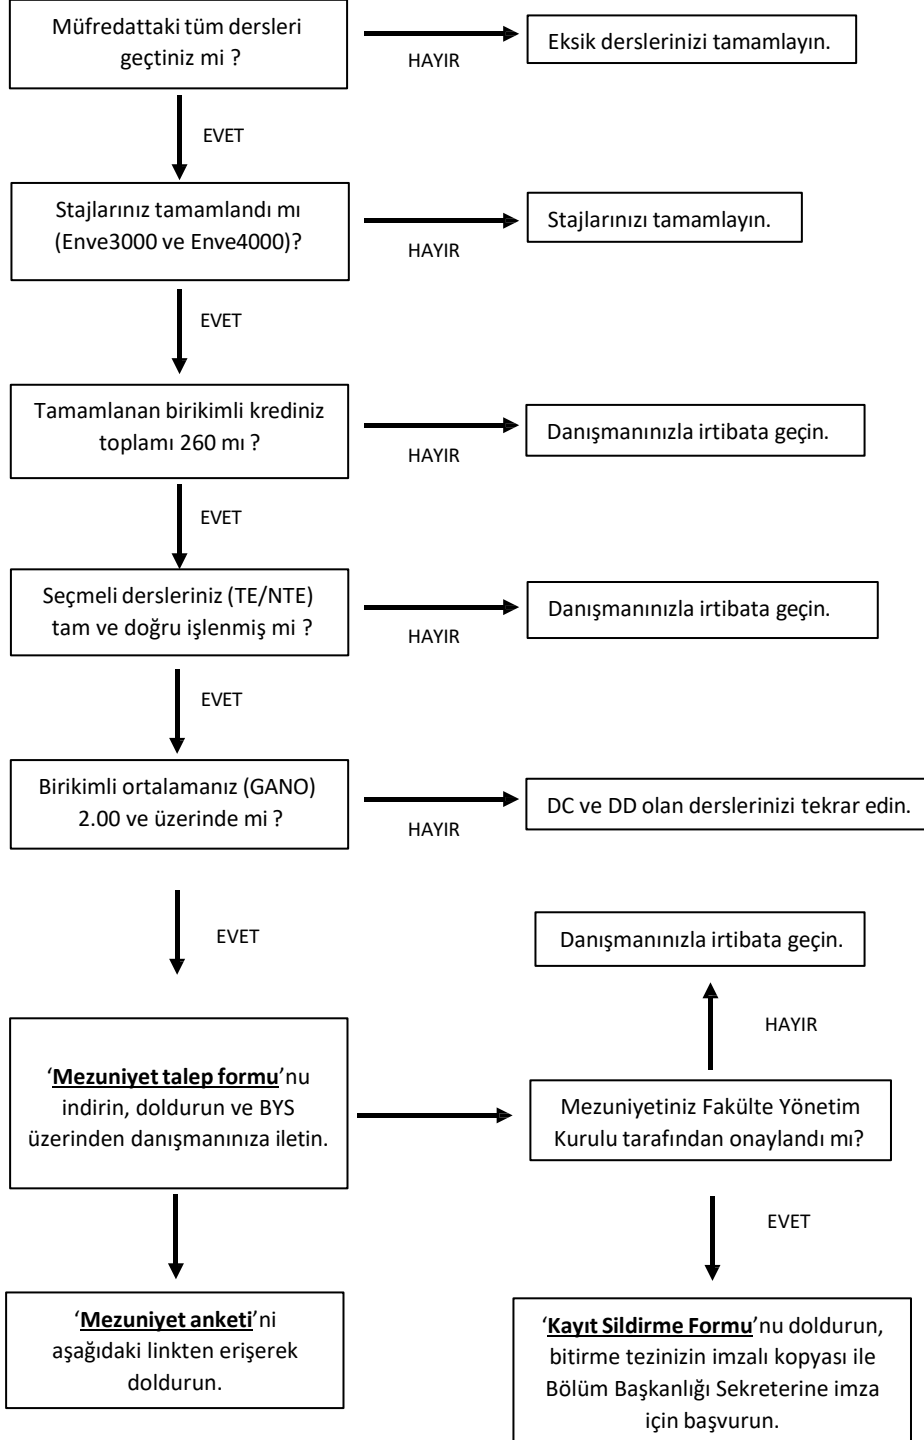 Müfredattaki tüm dersleri
geçtiniz mi ?
HAYIR
Eksik derslerinizi tamamlayın.
EVET
Stajlarınız tamamlandı mı
(Enve3000 ve Enve4000)?
HAYIR
Stajlarınızı tamamlayın.
EVET
Tamamlanan birikimli krediniz
toplamı 260 mı ?
HAYIR
Danışmanınızla irtibata geçin.
EVET
Seçmeli dersleriniz (TE/NTE)
tam ve doğru işlenmiş mi ?
HAYIR
Danışmanınızla irtibata geçin.
EVET
Birikimli ortalamanız (GANO)
2.00 ve üzerinde mi ?
HAYIR
DC ve DD olan derslerinizi tekrar edin.
EVET
‘Mezuniyet talep formu’nu
indirin, doldurun ve BYS
üzerinden danışmanınıza iletin.
Danışmanınızla irtibata geçin.
HAYIR
Mezuniyetiniz Fakülte Yönetim
Kurulu tarafından onaylandı mı?
EVET
‘Mezuniyet anketi’ni
aşağıdaki linkten erişerek
doldurun.
‘Kayıt Sildirme Formu’nu doldurun,
bitirme tezinizin imzalı kopyası ile
Bölüm Başkanlığı Sekreterine imza
için başvurun.